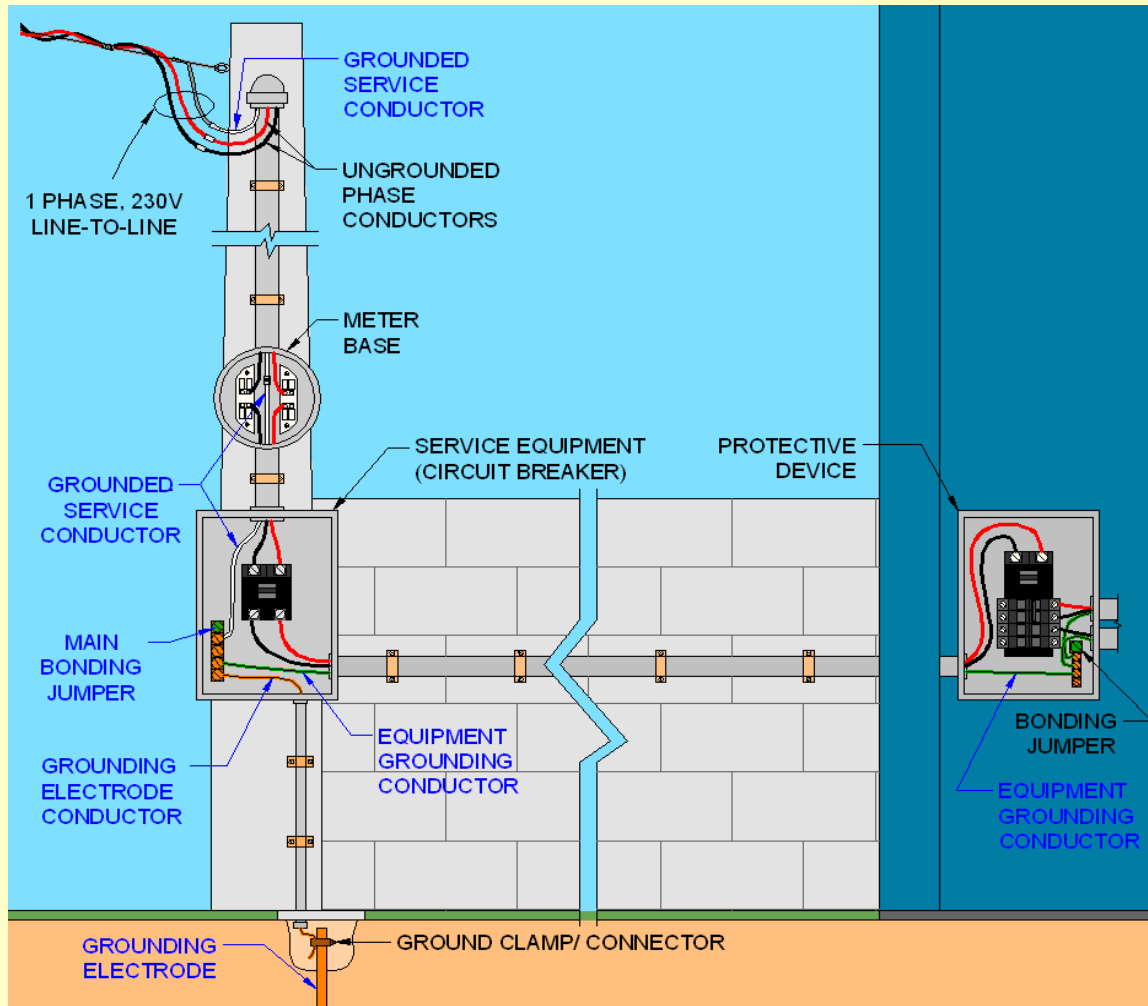 GROUNDED
SERVICE
CONDUCTOR
UNGROUNDED
PHASE
CONDUCTORS
1 PHASE, 230V
LINE-TO-LINE
METER
BASE
SERVICE EQUIPMENT
(CIRCUIT BREAKER)
PROTECTIVE
DEVICE
GROUNDED
SERVICE
CONDUCTOR
MAIN
BONDING
JUMPER
GROUNDING
ELECTRODE
CONDUCTOR
EQUIPMENT
GROUNDING
CONDUCTOR
BONDING
JUMPER
EQUIPMENT
GROUNDING
CONDUCTOR
GROUNDING
ELECTRODE
GROUND CLAMP/ CONNECTOR